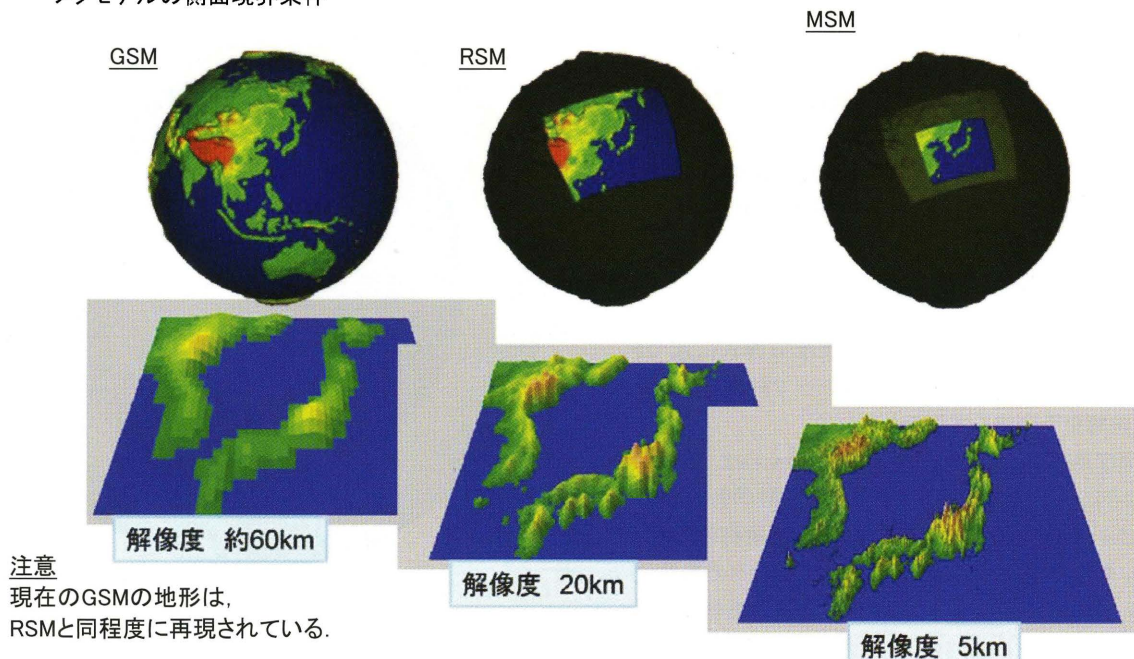 GSM
RSM
MSM
解像度 約60km
解像度 20km
解像度 5km
注意
現在のGSMの地形は，
RSMと同程度に再現されている．